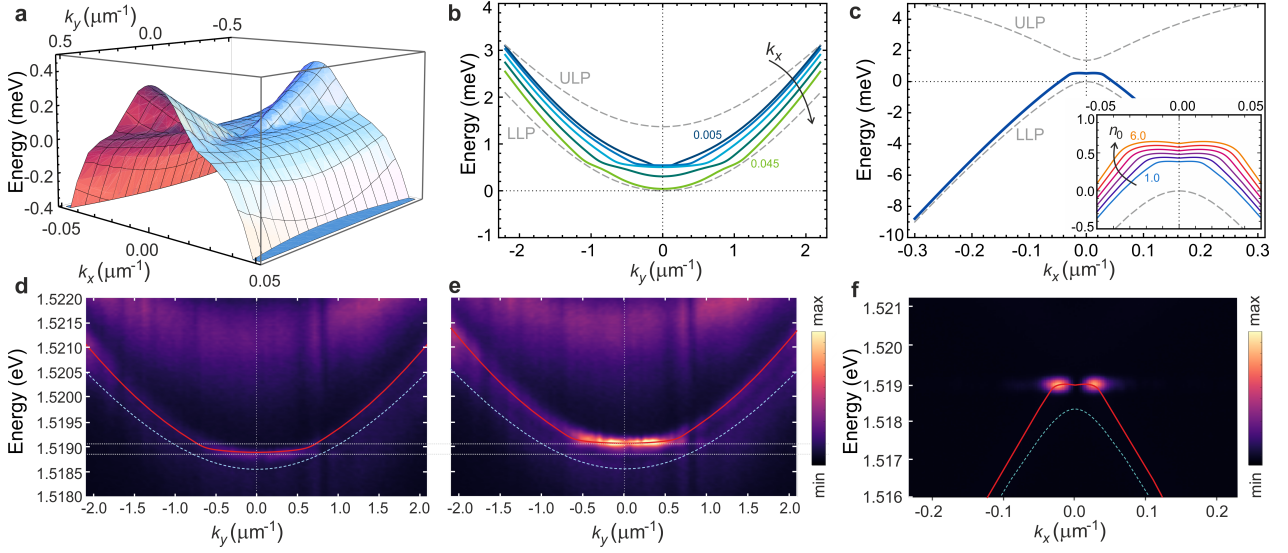 a
k_y (μm⁻¹)
0.5
0.0
-0.5
Energy (meV)
0.4
0.2
0.0
-0.2
-0.4
-0.05
0.00
0.05
k_x (μm⁻¹)
b
Energy (meV)
4
3
2
1
0
-1
ULP
LLP
k_x
0.005
0.045
-2
-1
0
1
2
k_y (μm⁻¹)
c
Energy (meV)
4
2
0
-2
-4
-6
-8
-10
ULP
LLP
-0.05
0.00
0.05
1.0
0.5
0.0
-0.5
n₀
6.0
1.0
-0.3
-0.2
-0.1
0.0
0.1
0.2
0.3
k_x (μm⁻¹)
d
Energy (eV)
1.5220
1.5215
1.5210
1.5205
1.5200
1.5195
1.5190
1.5185
1.5180
-2.0 -1.5 -1.0 -0.5 0.0 0.5 1.0 1.5 2.0
k_y (μm⁻¹)
e
-2.0 -1.5 -1.0 -0.5 0.0 0.5 1.0 1.5 2.0
k_y (μm⁻¹)
max
min
f
Energy (eV)
1.521
1.520
1.519
1.518
1.517
1.516
-0.2 -0.1 0.0 0.1 0.2
k_x (μm⁻¹)
max
min